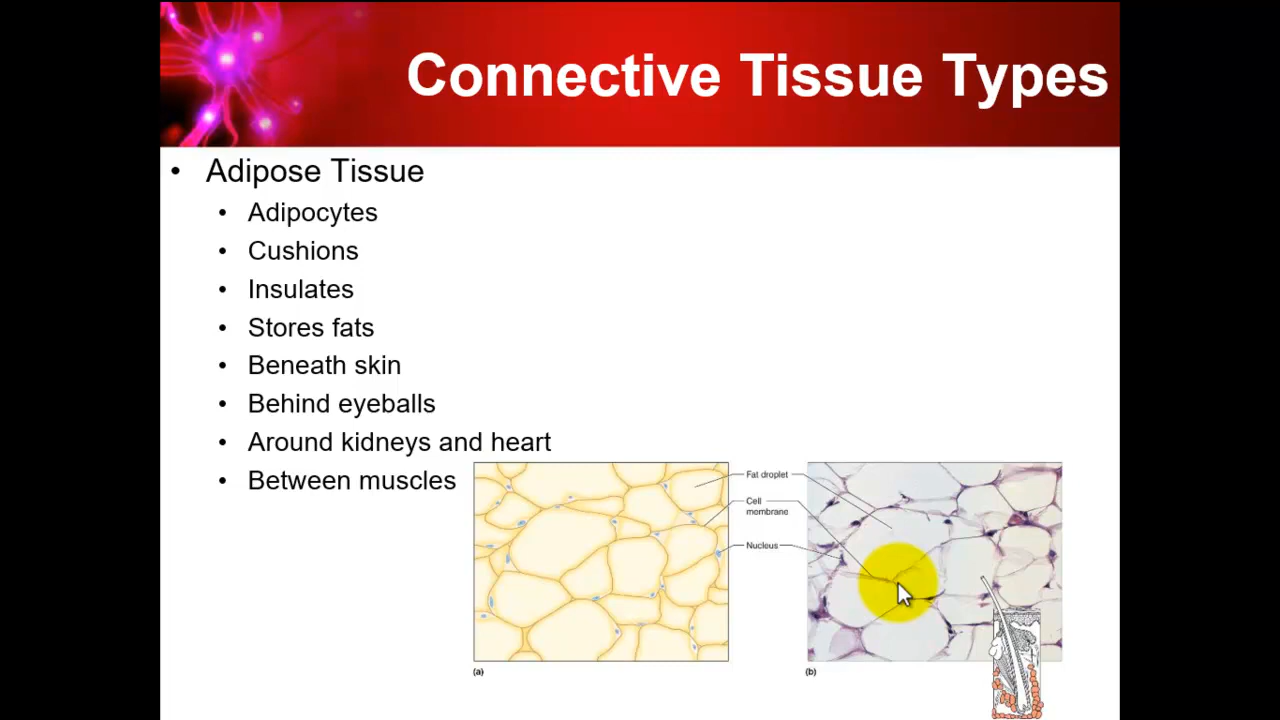 Connective Tissue Types
• Adipose Tissue
• Adipocytes
• Cushions
• Insulates
• Stores fats
• Beneath skin
• Behind eyeballs
• Around kidneys and heart
• Between muscles
Fat droplet
Cell
membrane
Nucleus
(a)
(b)